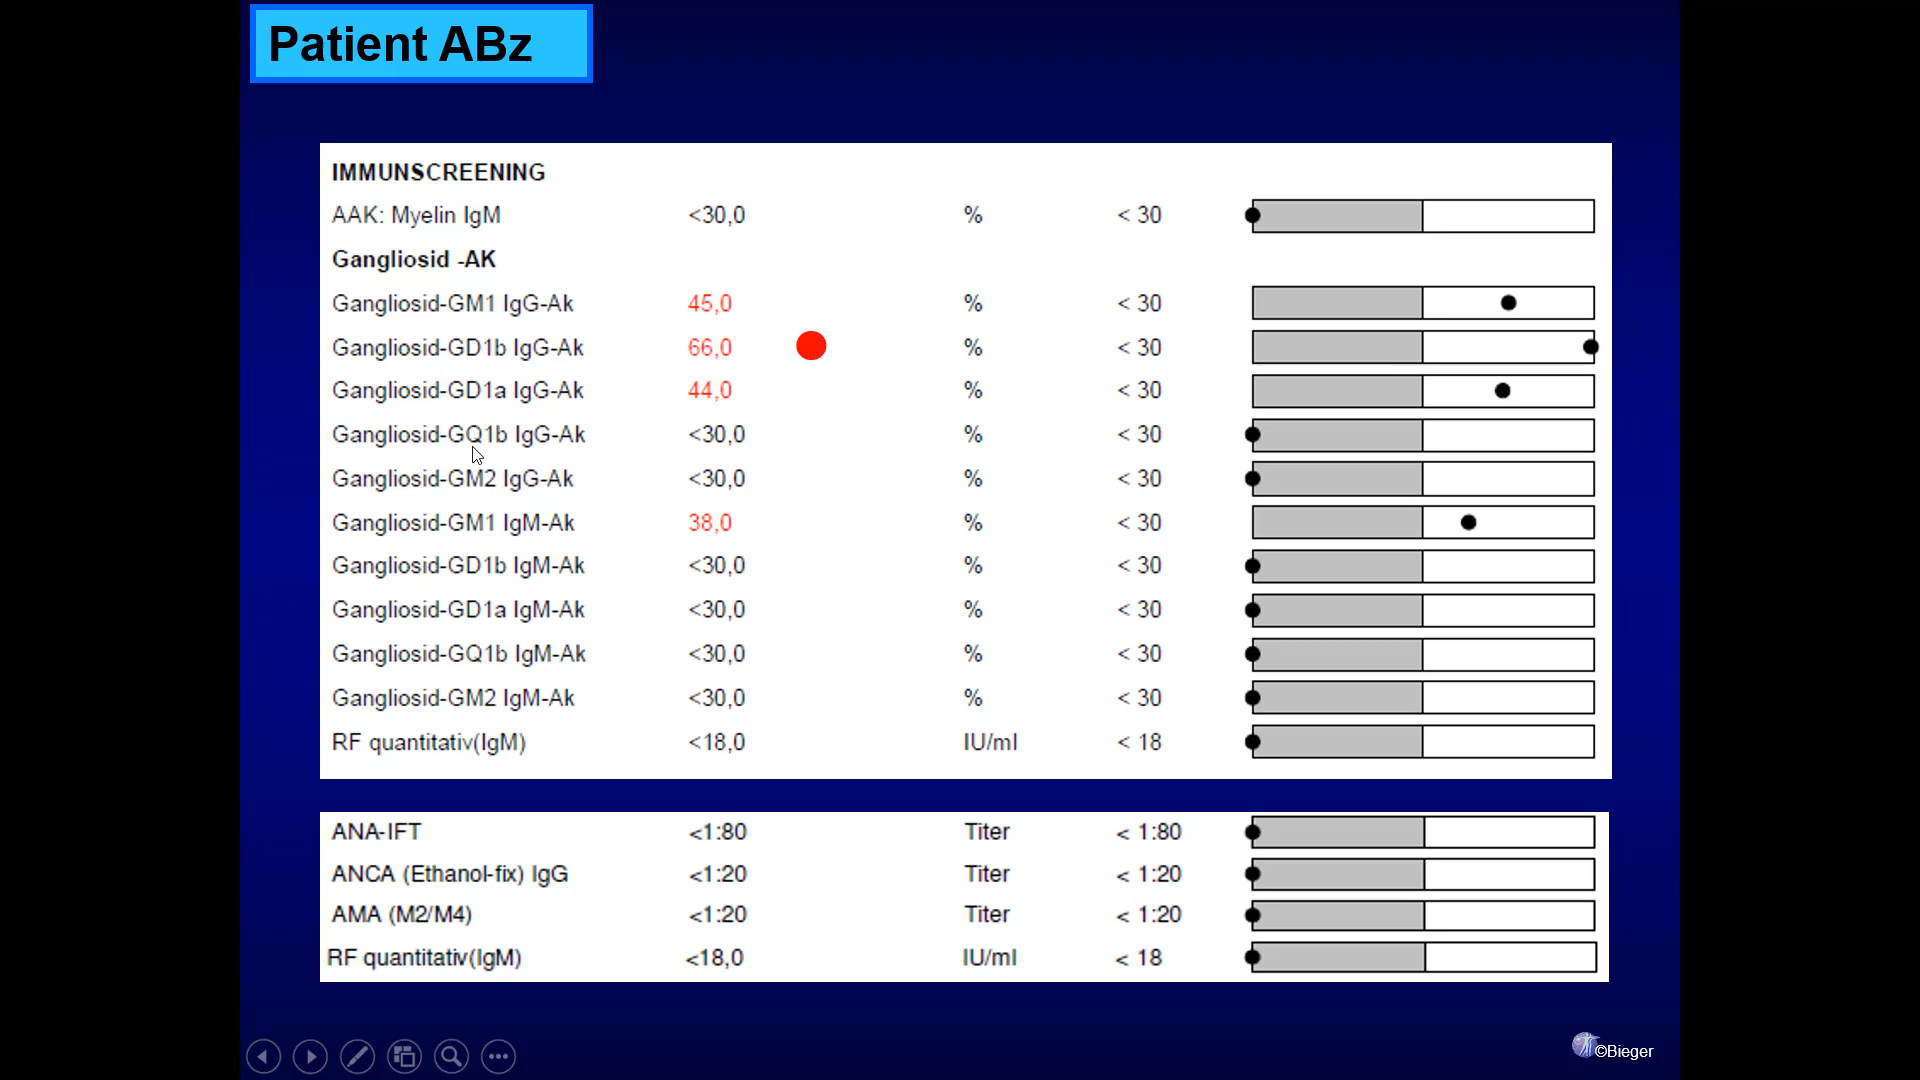 Patient ABz
IMMUNSCREENING
AAK: Myelin IgM <30,0 % < 30
Gangliosid -AK
Gangliosid-GM1 IgG-Ak 45,0 % < 30
Gangliosid-GD1b IgG-Ak 66,0 % < 30
Gangliosid-GD1a IgG-Ak 44,0 % < 30
Gangliosid-GQ1b IgG-Ak <30,0 % < 30
Gangliosid-GM2 IgG-Ak <30,0 % < 30
Gangliosid-GM1 IgM-Ak 38,0 % < 30
Gangliosid-GD1b IgM-Ak <30,0 % < 30
Gangliosid-GD1a IgM-Ak <30,0 % < 30
Gangliosid-GQ1b IgM-Ak <30,0 % < 30
Gangliosid-GM2 IgM-Ak <30,0 % < 30
RF quantitativ(IgM) <18,0 IU/ml < 18
ANA-IFT <1:80 Titer < 1:80
ANCA (Ethanol-fix) IgG <1:20 Titer < 1:20
AMA (M2/M4) <1:20 Titer < 1:20
RF quantitativ(IgM) <18,0 IU/ml < 18
©Bieger